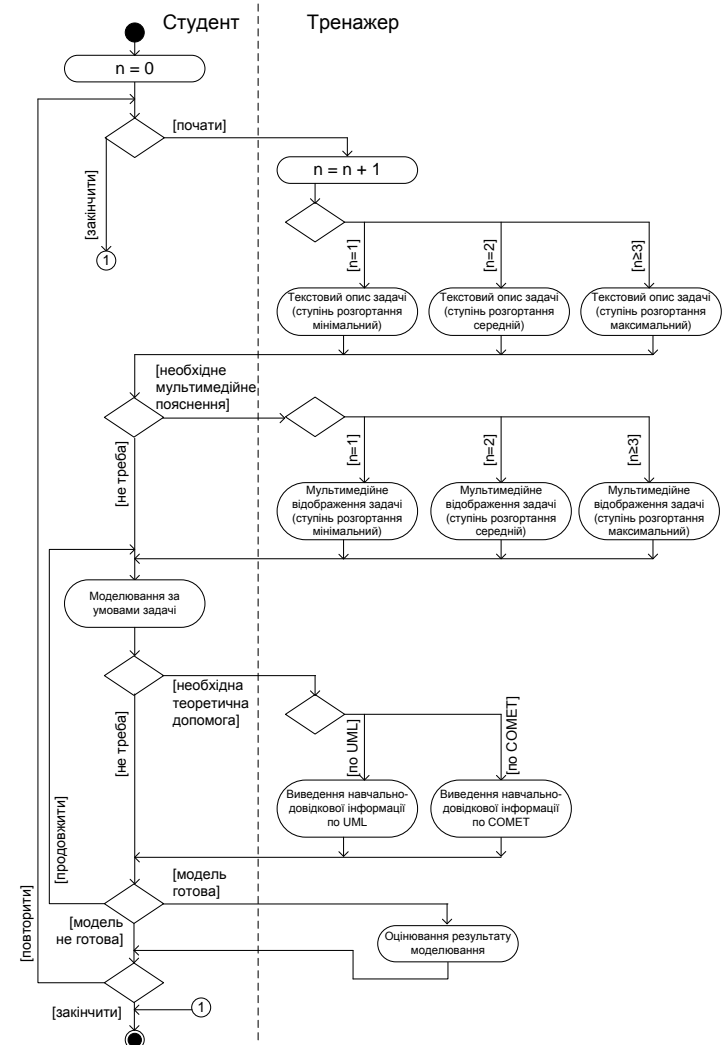 Студент
Тренажер
n = 0
[почати]
n = n + 1
[закінчити]
1
[n=1]
[n=2]
[n≥3]
Текстовий опис задачі
(ступінь розгортання
мінімальний)
Текстовий опис задачі
(ступінь розгортання
середній)
Текстовий опис задачі
(ступінь розгортання
максимальний)
[необхідне
мультимедійне
пояснення]
[не треба]
[n=1]
[n=2]
[n≥3]
Мультимедійне
відображення задачі
(ступінь розгортання
мінімальний)
Мультимедійне
відображення задачі
(ступінь розгортання
середній)
Мультимедійне
відображення задачі
(ступінь розгортання
максимальний)
Моделювання за
умовами задачі
[необхідна
теоретична
допомога]
[не треба]
[по UML]
[по COMET]
Виведення навчально-
довідкової інформації
по UML
Виведення навчально-
довідкової інформації
по COMET
[продовжити]
[повторити]
[модель
готова]
[модель
не готова]
Оцінювання результату
моделювання
[закінчити]
1